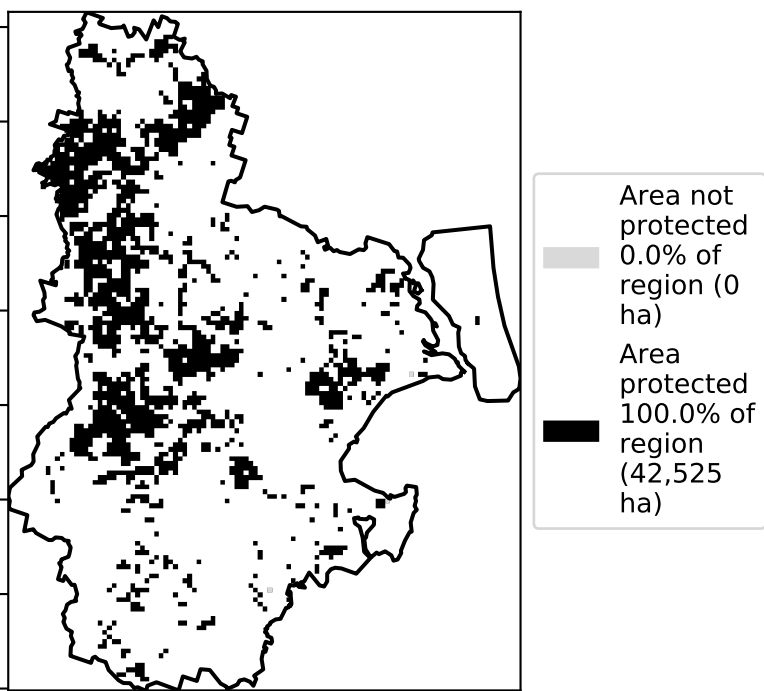 Area not
protected
0.0% of
region (0
ha)
Area
protected
100.0% of
region
(42,525
ha)